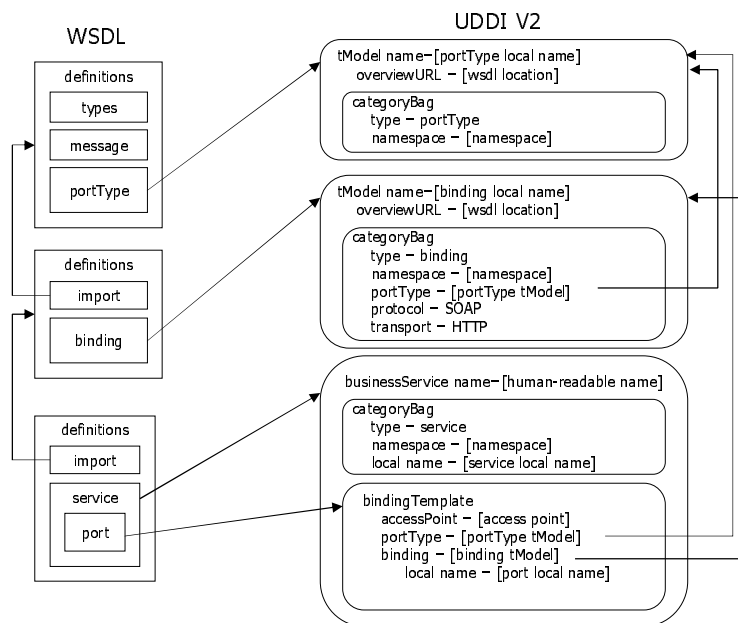 WSDL
definitions
types
message
portType
definitions
import
binding
definitions
import
service
port
UDDI V2
tModel name–[portType local name]
overviewURL – [wsdl location]
categoryBag
type – portType
namespace – [namespace]
tModel name–[binding local name]
overviewURL – [wsdl location]
categoryBag
type – binding
namespace – [namespace]
portType – [portType tModel]
protocol – SOAP
transport – HTTP
businessService name–[human-readable name]
categoryBag
type – service
namespace – [namespace]
local name – [service local name]
bindingTemplate
accessPoint – [access point]
portType – [portType tModel]
binding – [binding tModel]
local name – [port local name]